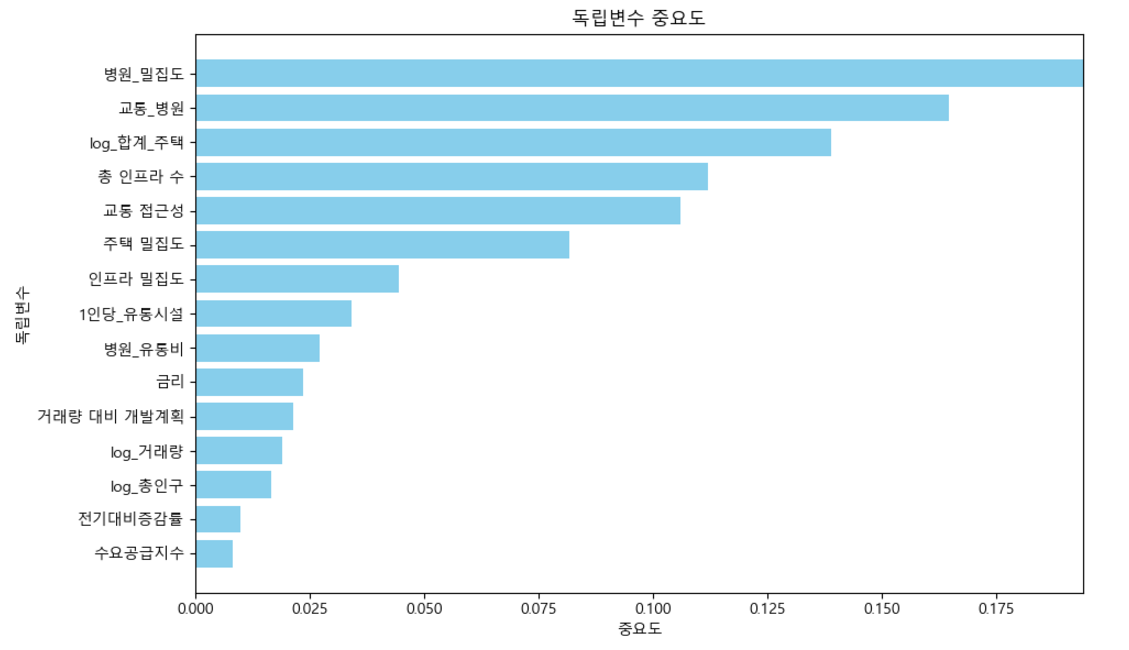 독립변수 중요도
독립변수
병원_밀집도
교통_병원
log_합계_주택
총 인프라 수
교통 접근성
주택 밀집도
인프라 밀집도
1인당_유통시설
병원_유통비
금리
거래량 대비 개발계획
log_거래량
log_총인구
전기대비증감률
수요공급지수
0.000 0.025 0.050 0.075 0.100 0.125 0.150 0.175
중요도